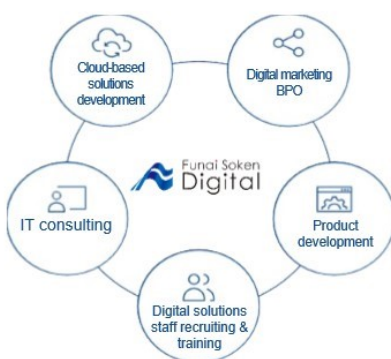 Cloud-based
solutions
development
Digital marketing
BPO
Funai Soken
Digital
IT consulting
Product
development
Digital solutions
staff recruiting &
training